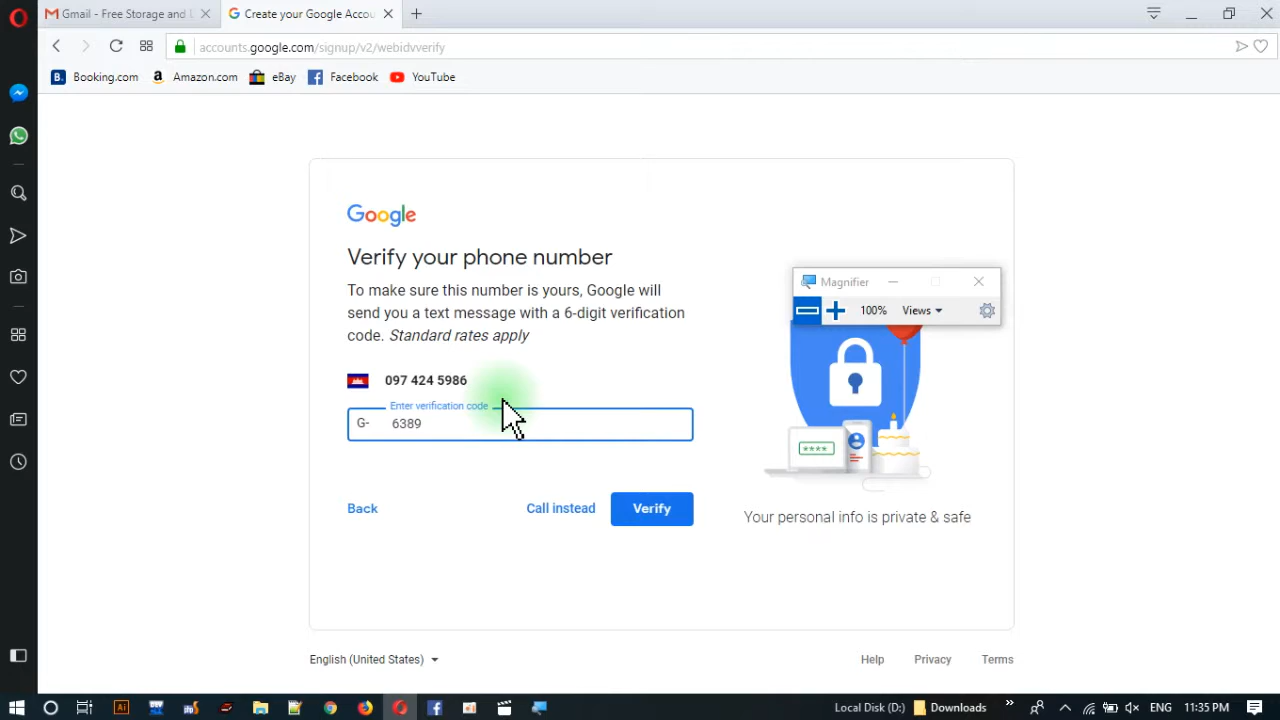 Gmail - Free Storage and
Create your Google Accou
accounts.google.com/signup/v2/webidvverify
B. Booking.com
a Amazon.com
eBay
Facebook
YouTube
Google
Verify your phone number
To make sure this number is yours, Google will
send you a text message with a 6-digit verification
code. Standard rates apply
097 424 5986
Enter verification code
G- 6389
Back
Call instead
Verify
Magnifier
100%
Views
****
Your personal info is private & safe
English (United States)
Help
Privacy
Terms
Ai
php
Local Disk (D:)
Downloads
ENG
11:35 PM